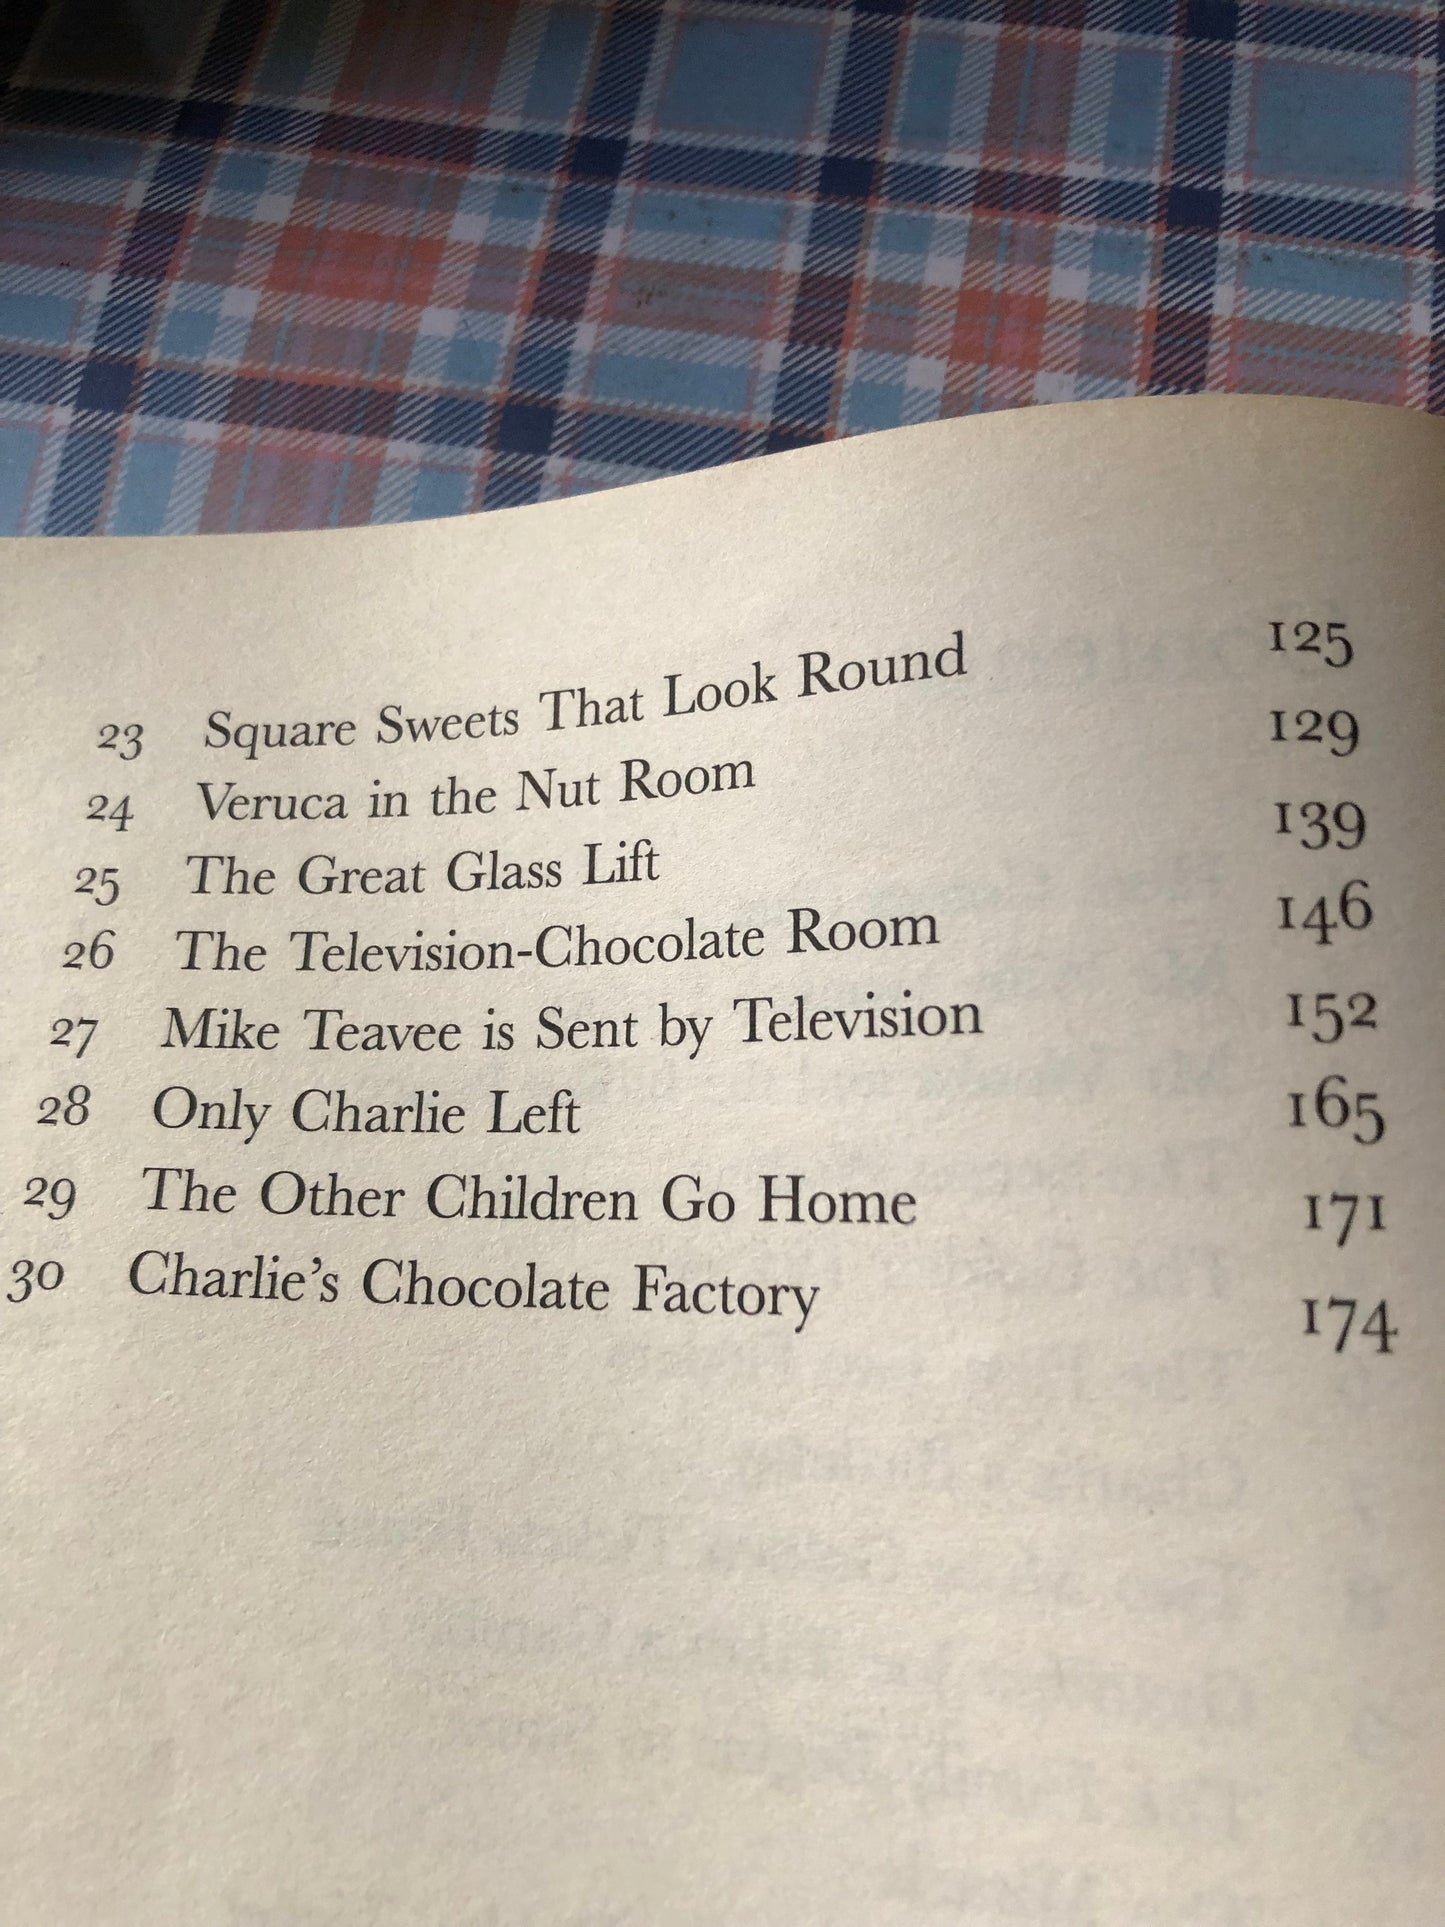 23 Square Sweets That Look Round 125
24 Veruca in the Nut Room 129
25 The Great Glass Lift 139
26 The Television-Chocolate Room 146
27 Mike Teavee is Sent by Television 152
28 Only Charlie Left 165
29 The Other Children Go Home 171
30 Charlie’s Chocolate Factory 174